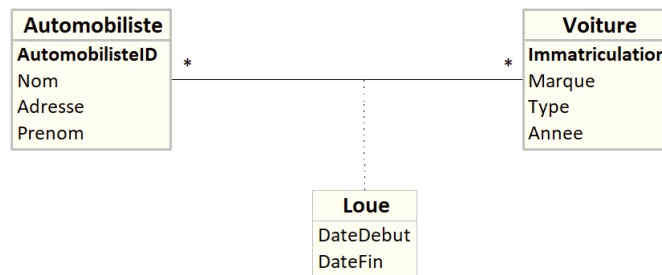 Automobiliste
AutomobilisteID
Nom
Adresse
Prenom
*
*
Voiture
Immatriculation
Marque
Type
Annee
Loue
DateDebut
DateFin